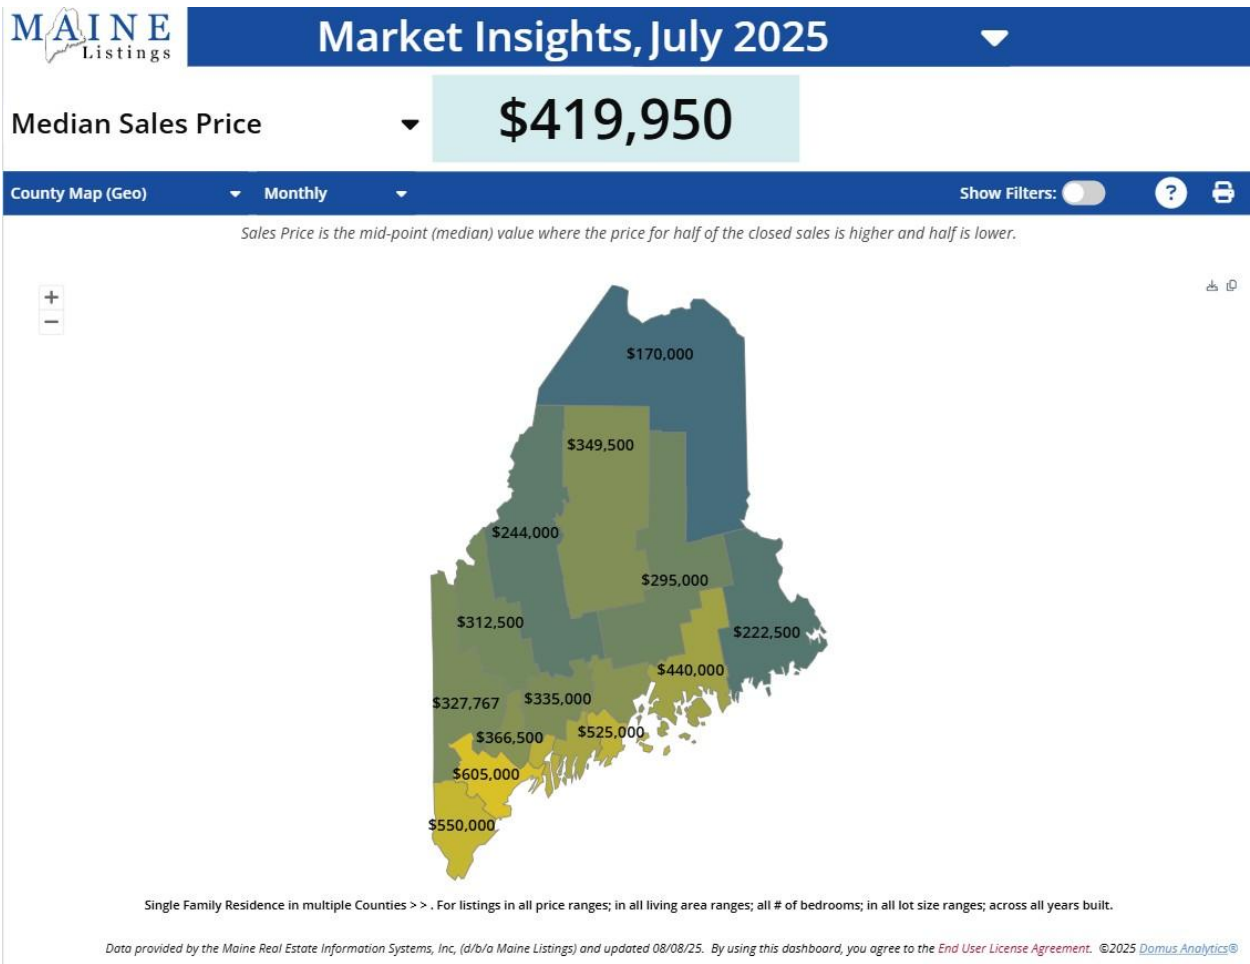 MAINE
Listings
Market Insights, July 2025
Median Sales Price
$419,950
County Map (Geo)
Monthly
Show Filters:
?
Sales Price is the mid-point (median) value where the price for half of the closed sales is higher and half is lower.
+
−
$170,000
$349,500
$244,000
$295,000
$312,500
$222,500
$440,000
$327,767
$335,000
$525,000
$366,500
$605,000
$550,000
Single Family Residence in multiple Counties > > . For listings in all price ranges; in all living area ranges; all # of bedrooms; in all lot size ranges; across all years built.
Data provided by the Maine Real Estate Information Systems, Inc, (d/b/a Maine Listings) and updated 08/08/25. By using this dashboard, you agree to the End User License Agreement. ©2025 Domus Analytics®